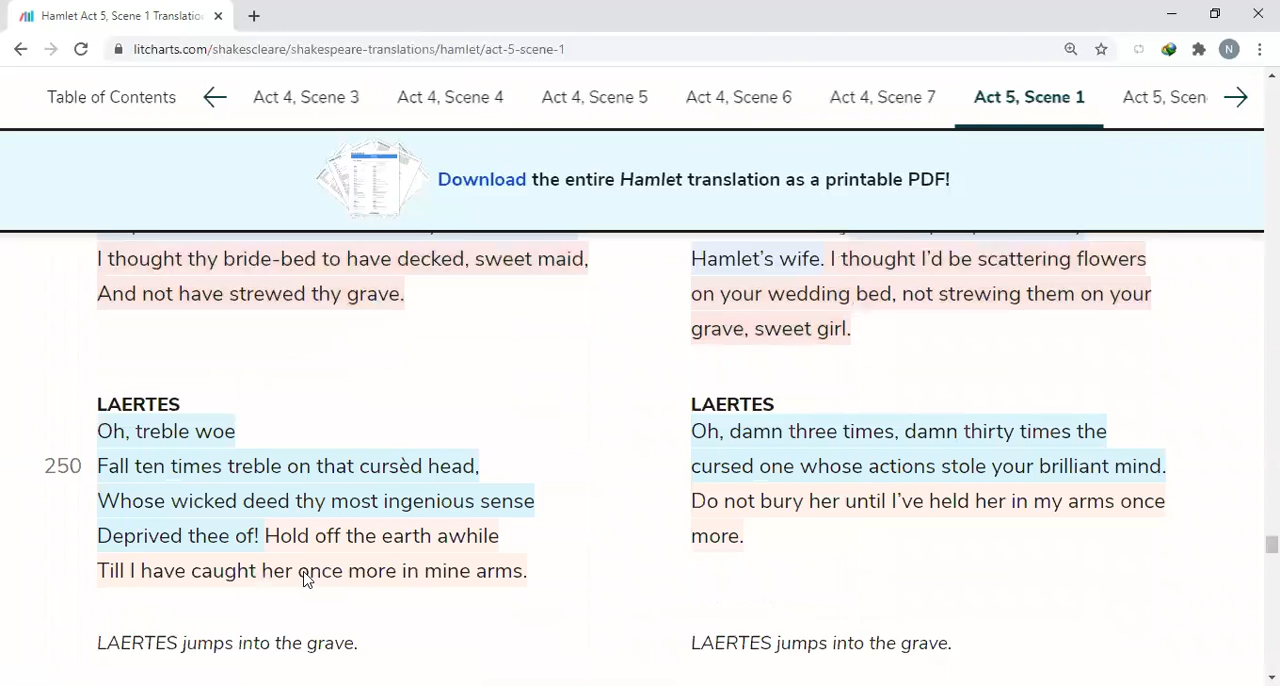 Hamlet Act 5, Scene 1 Translatio
litcharts.com/shakescleare/shakespeare-translations/hamlet/act-5-scene-1
N
Table of Contents
Act 4, Scene 3
Act 4, Scene 4
Act 4, Scene 5
Act 4, Scene 6
Act 4, Scene 7
Act 5, Scene 1
Act 5, Scen
Download the entire Hamlet translation as a printable PDF!
I thought thy bride-bed to have decked, sweet maid,
And not have strewed thy grave.
LAERTES
Oh, treble woe
250 Fall ten times treble on that cursèd head,
Whose wicked deed thy most ingenious sense
Deprived thee of! Hold off the earth awhile
Till I have caught her once more in mine arms.
LAERTES jumps into the grave.
Hamlet’s wife. I thought I’d be scattering flowers
on your wedding bed, not strewing them on your
grave, sweet girl.
LAERTES
Oh, damn three times, damn thirty times the
cursed one whose actions stole your brilliant mind.
Do not bury her until I’ve held her in my arms once
more.
LAERTES jumps into the grave.